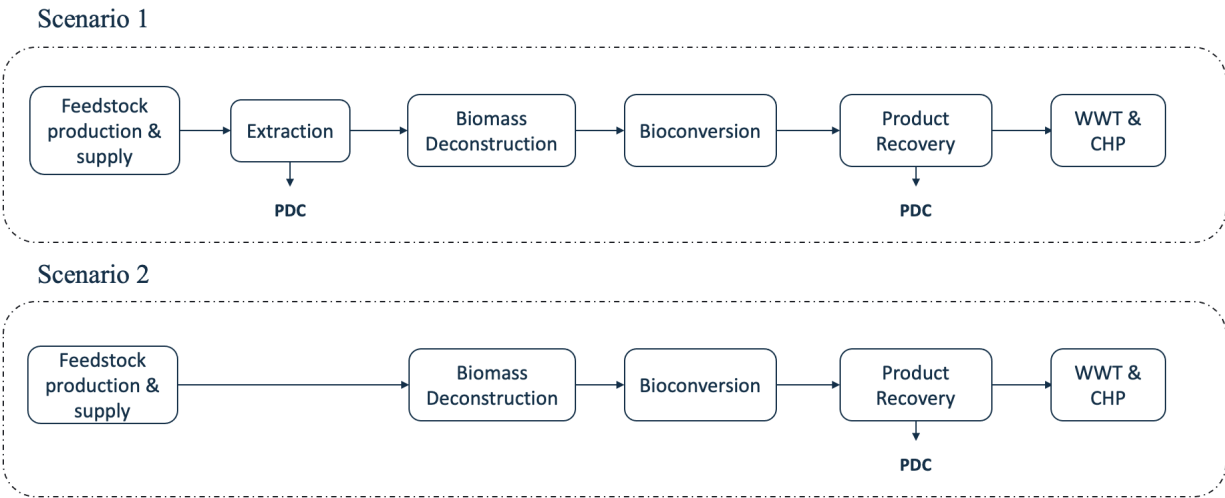 Scenario 1
Feedstock
production &
supply
Extraction
Biomass
Deconstruction
Bioconversion
Product
Recovery
WWT &
CHP
PDC
PDC
Scenario 2
Feedstock
production &
supply
Biomass
Deconstruction
Bioconversion
Product
Recovery
WWT &
CHP
PDC